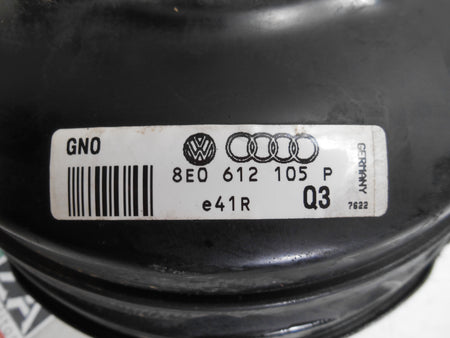 GNO
8E0 612 105 P
e41R Q3
GERMANY
7622